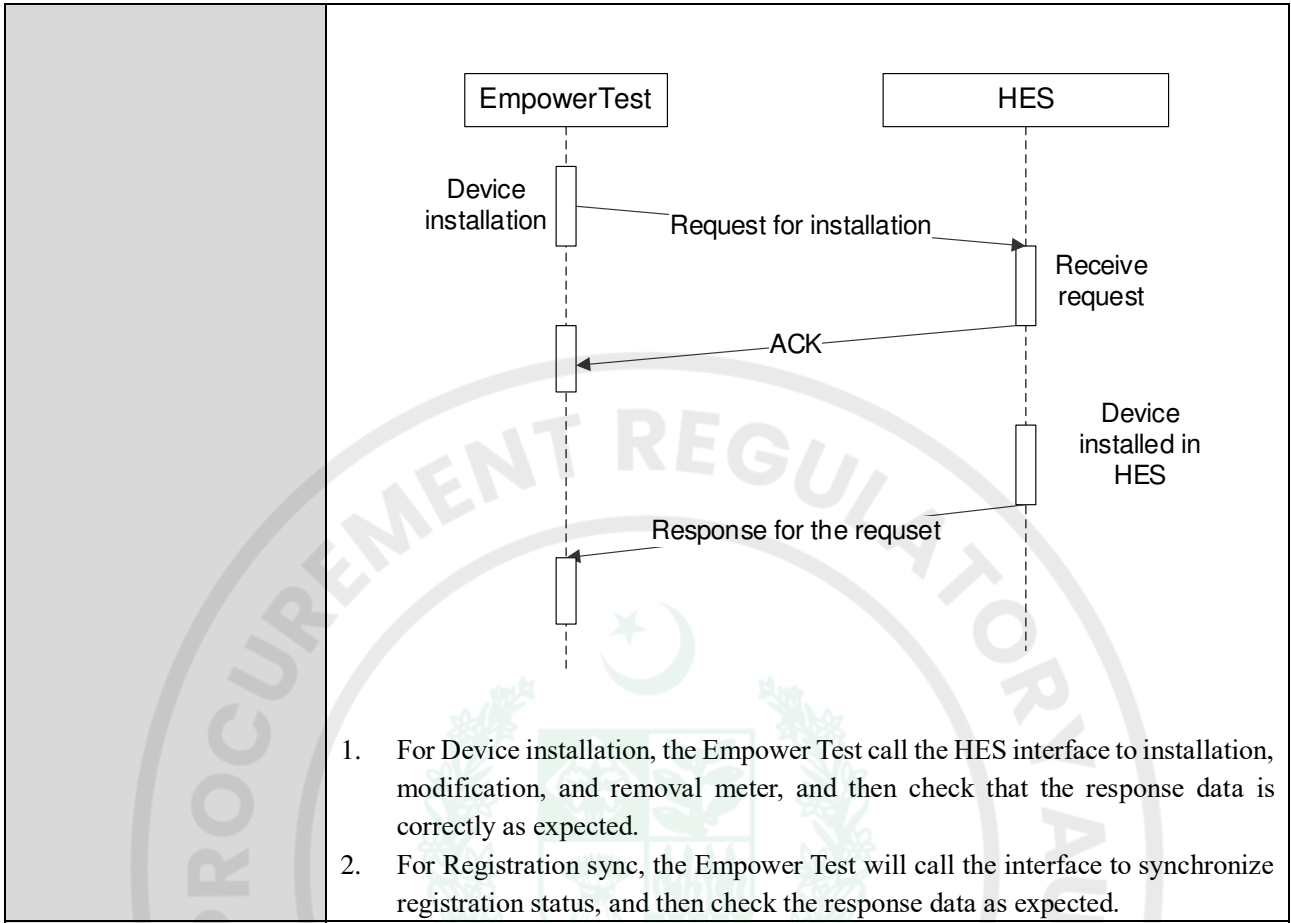 EmpowerTest
HES
Device
installation
Request for installation
Receive
request
ACK
Device
installed in
HES
Response for the requset
1. For Device installation, the Empower Test call the HES interface to installation,
modification, and removal meter, and then check that the response data is
correctly as expected.
2. For Registration sync, the Empower Test will call the interface to synchronize
registration status, and then check the response data as expected.
PROCUREMENT REGULATORY AU